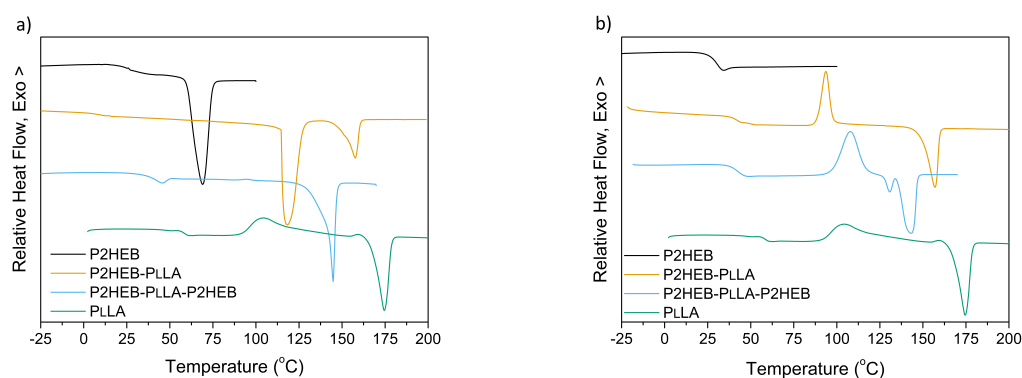 a)
Relative Heat Flow, Exo >
P2HEB
P2HEB-PLLA
P2HEB-PLLA-P2HEB
PLLA
-25 0 25 50 75 100 125 150 175 200
Temperature (°C)
b)
Relative Heat Flow, Exo >
P2HEB
P2HEB-PLLA
P2HEB-PLLA-P2HEB
PLLA
-25 0 25 50 75 100 125 150 175 200
Temperature (°C)